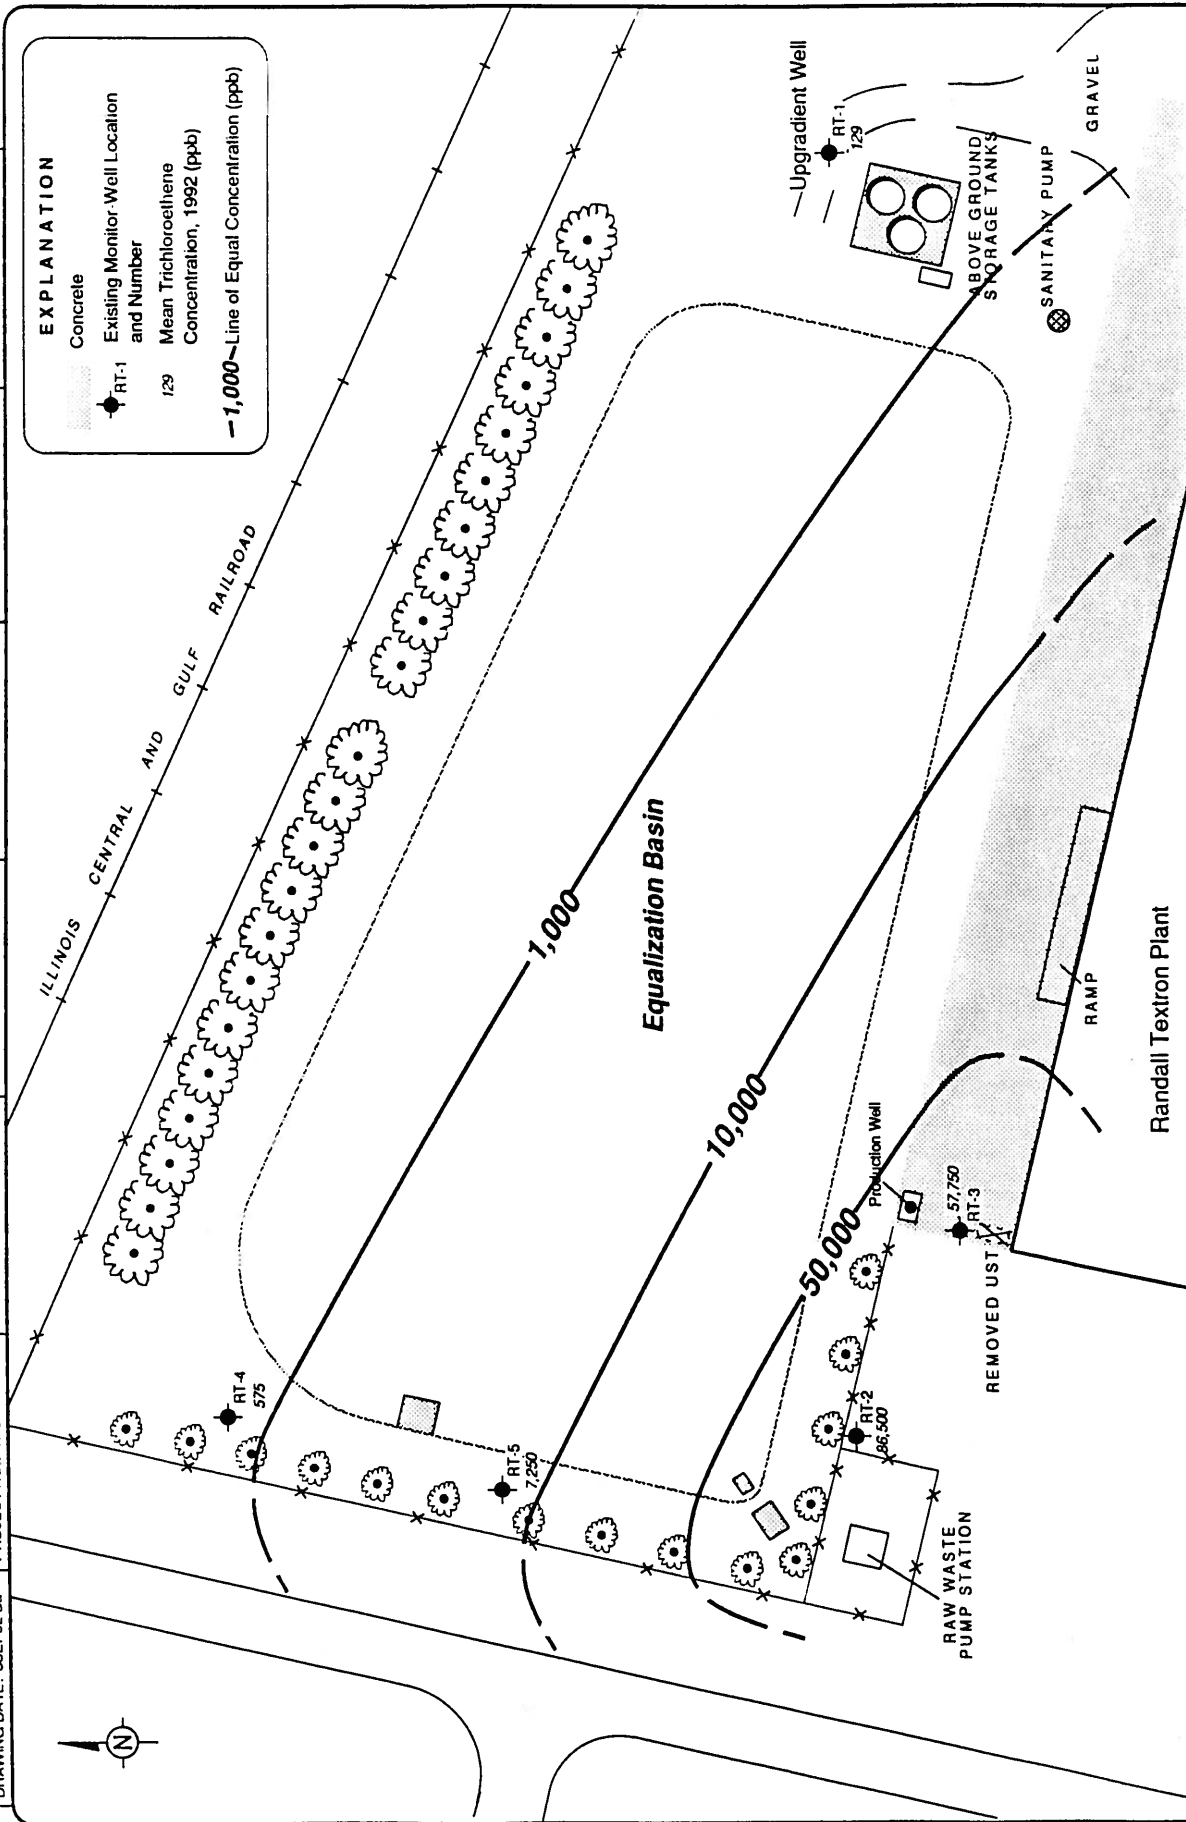 EXPLANATION
Concrete
RT-1
Existing Monitor-Well Location
and Number
129
Mean Trichloroethene
Concentration, 1992 (ppb)
1,000
Line of Equal Concentration (ppb)
ILLINOIS CENTRAL AND GULF RAILROAD
Upgradient Well
RT-1
129
ABOVE GROUND
STORAGE TANKS
SANITARY PUMP
GRAVEL
1,000
Equalization Basin
10,000
50,000
Production Well
57,750
RT-3
REMOVED UST
RAMP
Randall Textron Plant
RT-4
575
RT-5
7,250
RT-2
86,500
RAW WASTE
PUMP STATION
N